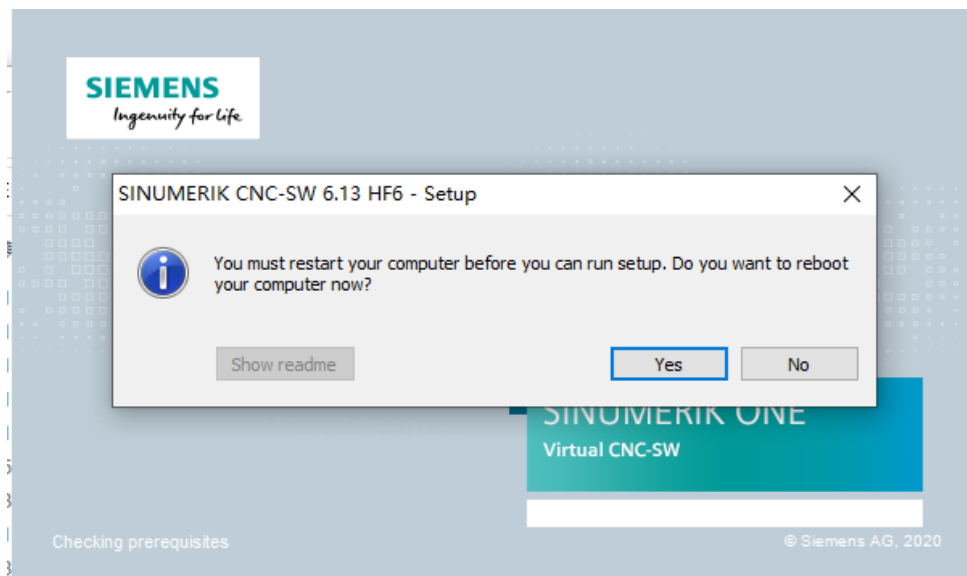 SIEMENS
Ingenuity for Life
SINUMERIK CNC-SW 6.13 HF6 - Setup
You must restart your computer before you can run setup. Do you want to reboot
your computer now?
Show readme
Yes
No
SINUMERIK ONE
Virtual CNC-SW
Checking prerequisites
© Siemens AG, 2020